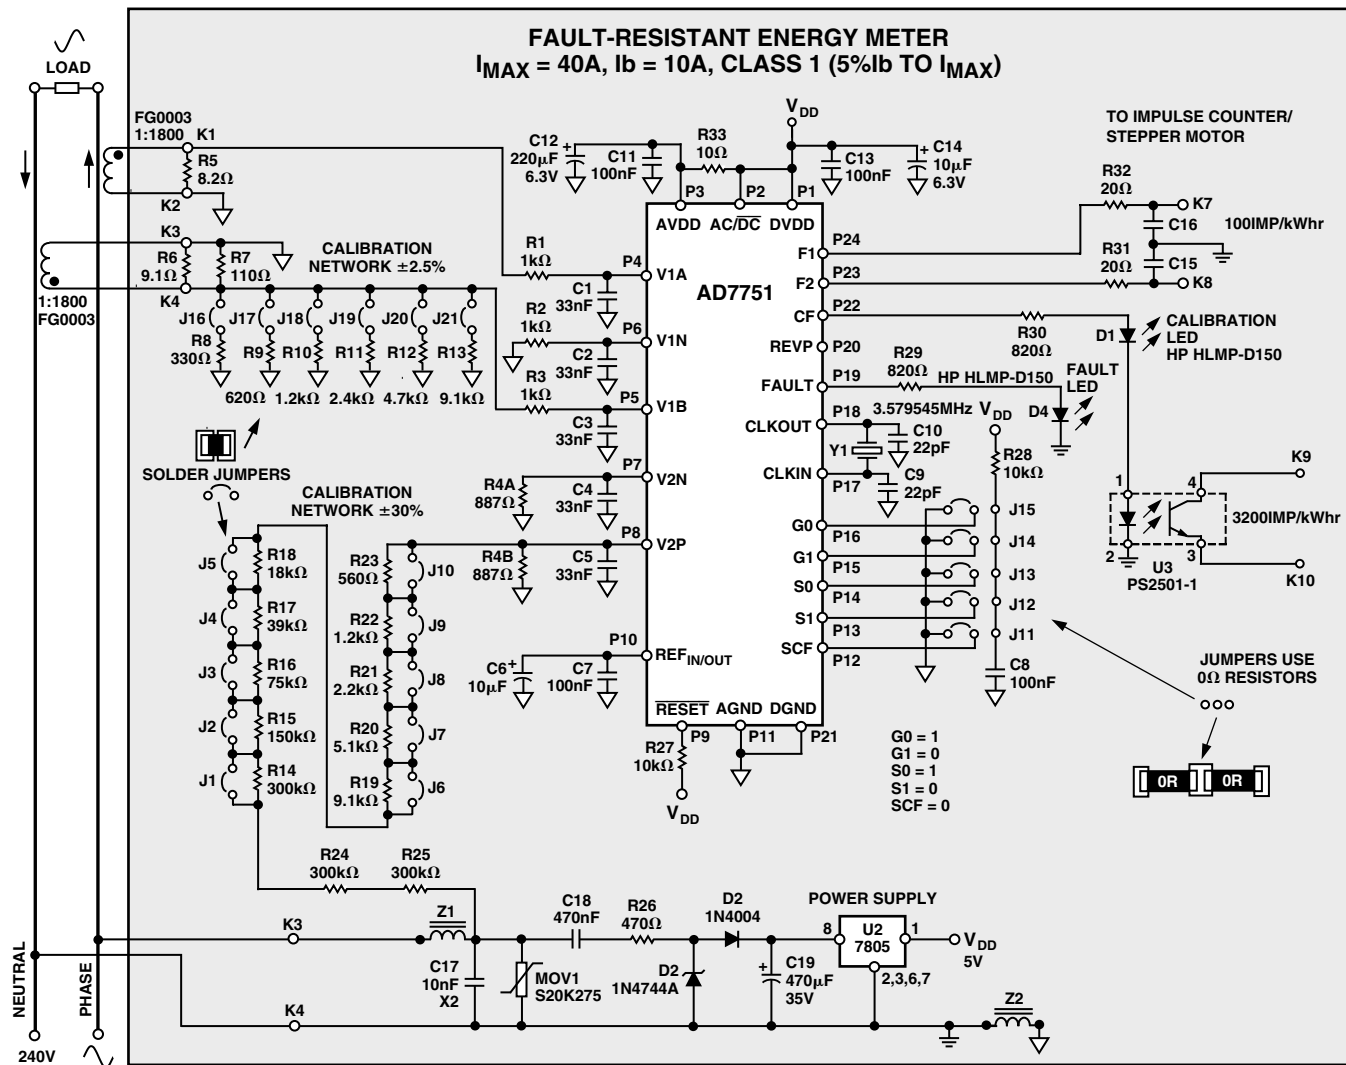 FAULT-RESISTANT ENERGY METER
IMAX = 40A, Ib = 10A, CLASS 1 (5%Ib TO IMAX)
LOAD
FG0003
1:1800
K1
R5
8.2Ω
K2
K3
R6
9.1Ω
R7
110Ω
K4
1:1800
FG0003
CALIBRATION
NETWORK ±2.5%
J16
J17
J18
J19
J20
J21
R8
330Ω
R9
R10
R11
R12
R13
620Ω
1.2kΩ
2.4kΩ
4.7kΩ
9.1kΩ
SOLDER JUMPERS
CALIBRATION
NETWORK ±30%
J5
R18
18kΩ
J4
R17
39kΩ
J3
R16
75kΩ
J2
R15
150kΩ
J1
R14
300kΩ
R23
560Ω
J10
R22
1.2kΩ
J9
R21
2.2kΩ
J8
R20
5.1kΩ
J7
R19
9.1kΩ
J6
R24
300kΩ
R25
300kΩ
C12
220µF
6.3V
+
C11
100nF
R33
10Ω
VDD
C13
100nF
+
C14
10µF
6.3V
P3
P2
P1
AVDD
AC/DC
DVDD
R1
1kΩ
P4
V1A
C1
33nF
R2
1kΩ
P6
V1N
C2
33nF
R3
1kΩ
P5
V1B
C3
33nF
P7
V2N
R4A
887Ω
C4
33nF
P8
V2P
R4B
887Ω
C5
33nF
P10
REFIN/OUT
C6
10µF
+
C7
100nF
AD7751
RESET
AGND
DGND
P9
P11
P21
R27
10kΩ
VDD
P24
F1
P23
F2
P22
CF
P20
REVP
P19
FAULT
P18
CLKOUT
CLKIN
P17
G0
P16
G1
P15
S0
P14
S1
P13
SCF
P12
TO IMPULSE COUNTER/
STEPPER MOTOR
R32
20Ω
K7
C16
100IMP/kWhr
R31
20Ω
C15
K8
R30
820Ω
D1
CALIBRATION
LED
HP HLMP-D150
R29
820Ω
HP HLMP-D150
FAULT
LED
D4
3.579545MHz
Y1
C10
22pF
C9
22pF
VDD
R28
10kΩ
J15
J14
J13
J12
J11
C8
100nF
1
2
4
3
K9
3200IMP/kWhr
K10
U3
PS2501-1
JUMPERS USE
0Ω RESISTORS
0R
0R
G0 = 1
G1 = 0
S0 = 1
S1 = 0
SCF = 0
K3
Z1
C17
10nF
X2
MOV1
S20K275
C18
470nF
R26
470Ω
D2
1N4744A
D2
1N4004
+
C19
470µF
35V
POWER SUPPLY
8
U2
7805
1
2,3,6,7
VDD
5V
Z2
K4
NEUTRAL
PHASE
240V